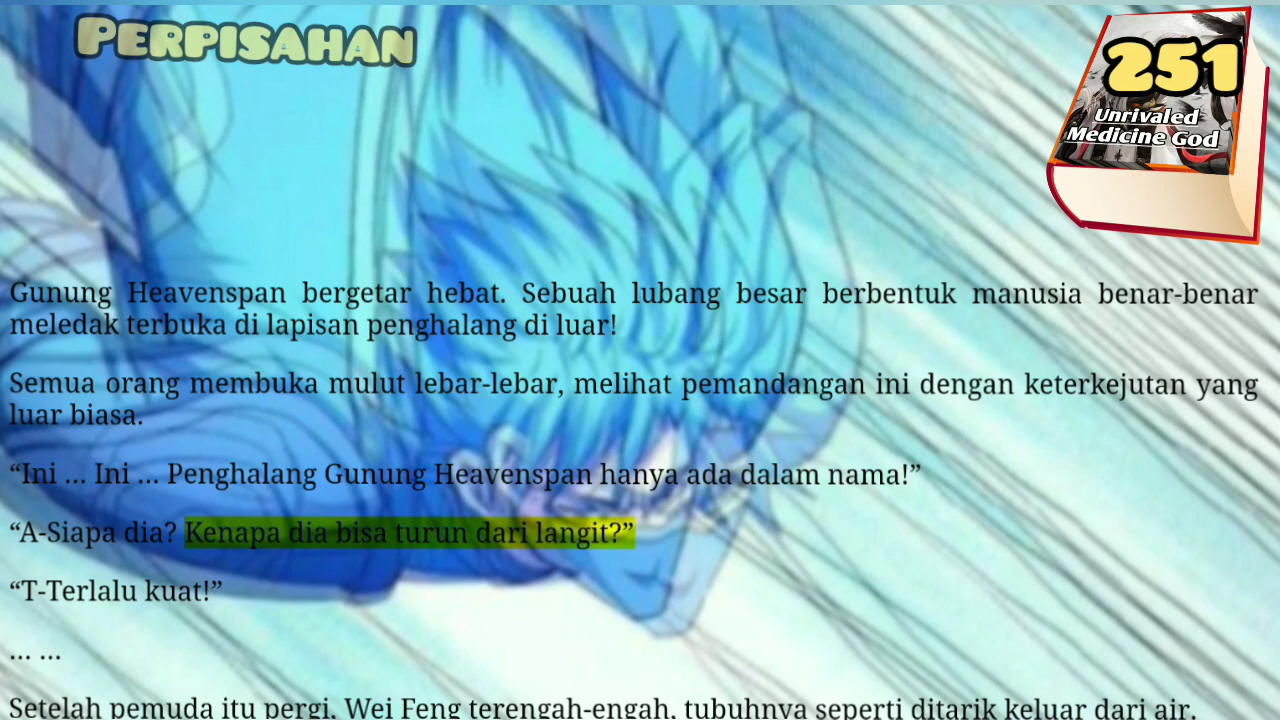 PERPISAHAN
251
Unrivaled
Medicine God
Gunung Heavenspan bergetar hebat. Sebuah lubang besar berbentuk manusia benar-benar
meledak terbuka di lapisan penghalang di luar!
Semua orang membuka mulut lebar-lebar, melihat pemandangan ini dengan keterkejutan yang
luar biasa.
“Ini ... Ini ... Penghalang Gunung Heavenspan hanya ada dalam nama!”
“A-Siapa dia? Kenapa dia bisa turun dari langit?”
“T-Terlalu kuat!”
... ...
Setelah pemuda itu pergi, Wei Feng terengah-engah, tubuhnya seperti ditarik keluar dari air.